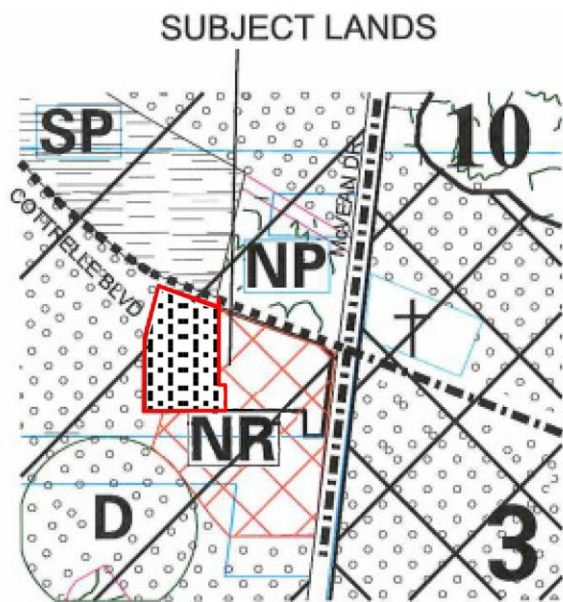 SUBJECT LANDS
SP
10
COTTRELLE BLVD
McVEAN DR
NP
NR
D
3